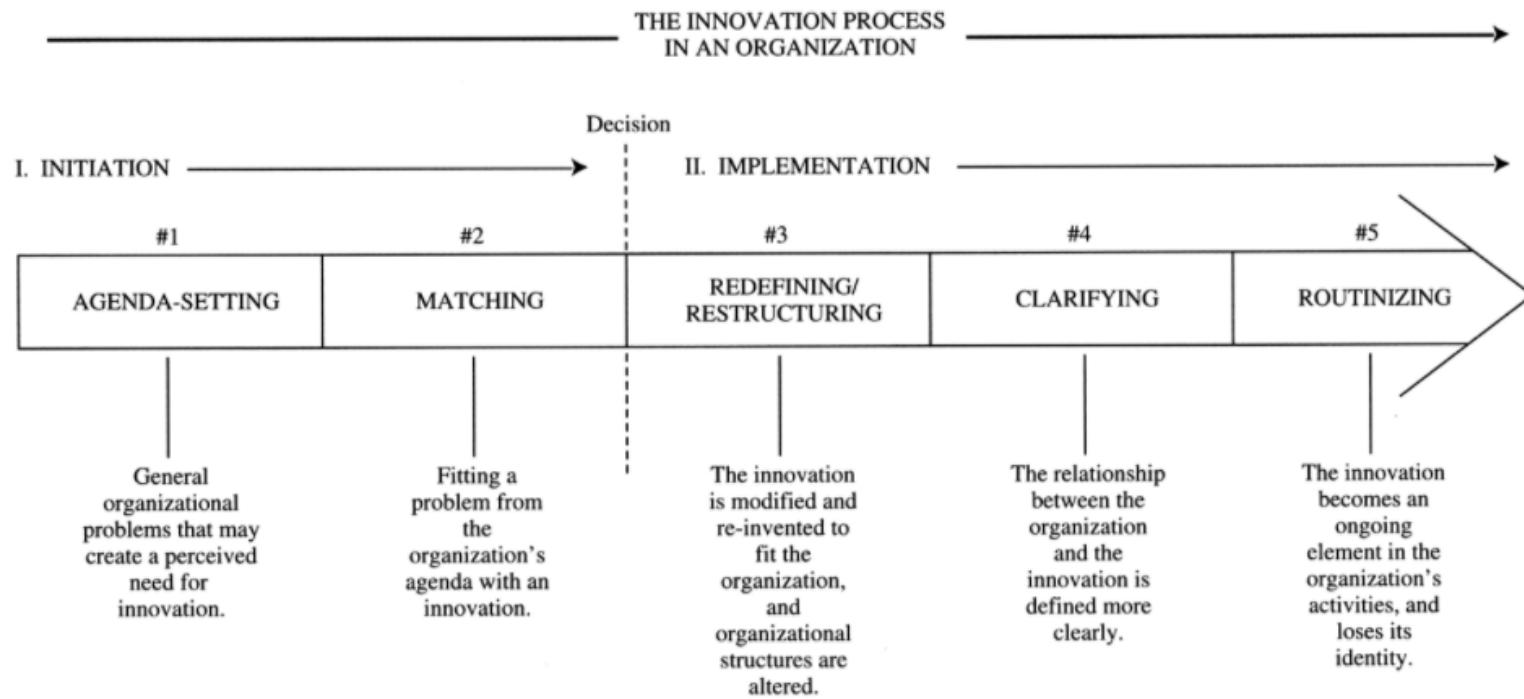 THE INNOVATION PROCESS
IN AN ORGANIZATION
Decision
I. INITIATION
II. IMPLEMENTATION
#1
#2
#3
#4
#5
AGENDA-SETTING
MATCHING
REDEFINING/
RESTRUCTURING
CLARIFYING
ROUTINIZING
General
organizational
problems that may
create a perceived
need for
innovation.
Fitting a
problem from
the
organization's
agenda with an
innovation.
The innovation
is modified and
re-invented to
fit the
organization,
and
organizational
structures are
altered.
The relationship
between the
organization
and the
innovation is
defined more
clearly.
The innovation
becomes an
ongoing
element in the
organization's
activities, and
loses its
identity.